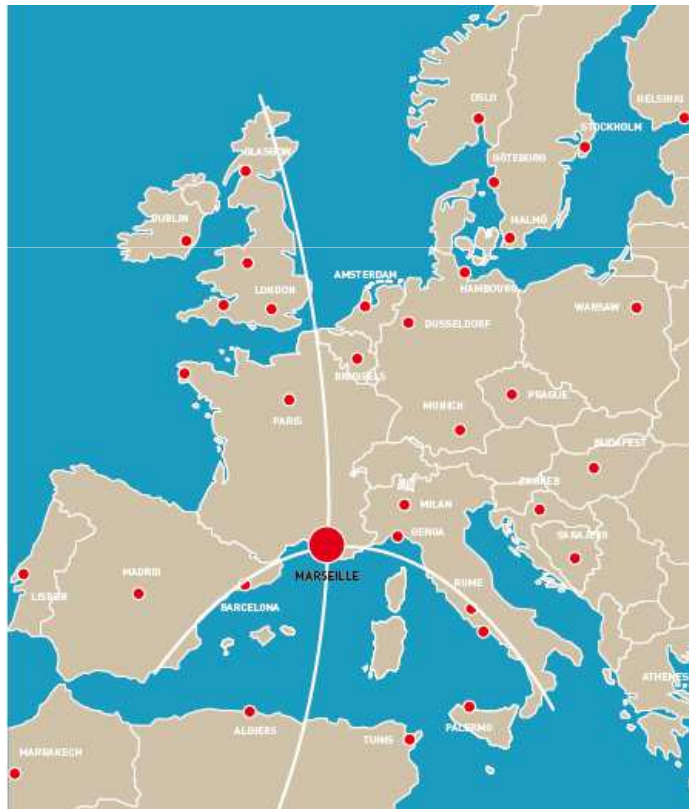 OSLO
HELSINKI
STOCKHOLM
GLASGOW
GÖTEBORG
DUBLIN
MALMÖ
AMSTERDAM
HAMBOURG
LONDON
WARSAW
DUSSELDORF
BRUSSELS
PRAGUE
MUNICH
PARIS
BUDAPEST
ZAGREB
MILAN
GENOA
SARAJEVO
MARSEILLE
MADRID
ROME
LISBON
BARCELONA
ATHENES
ALGIERS
TUNIS
PALERMO
MARRAKECH